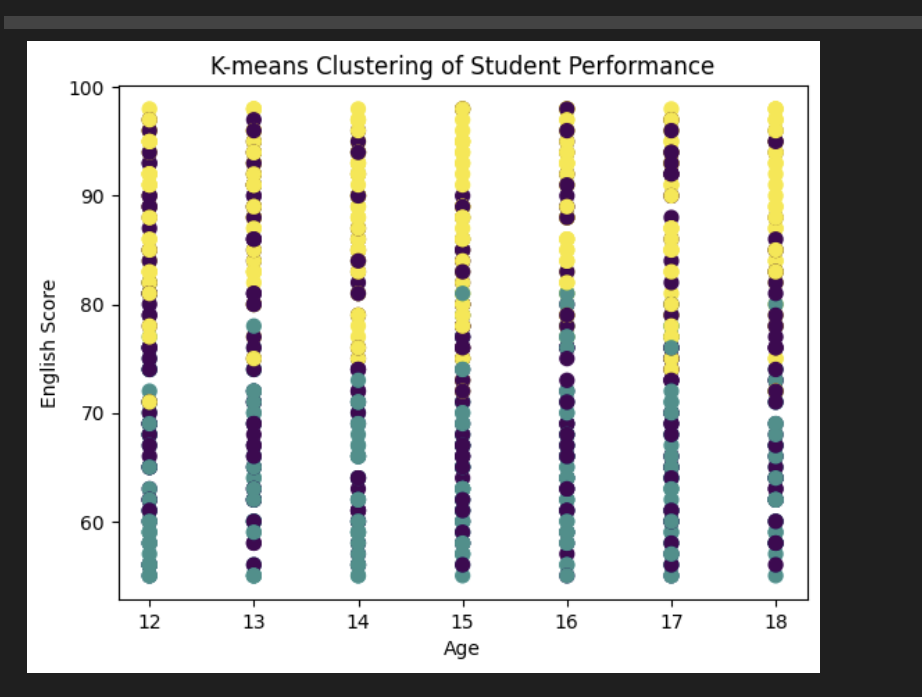 K-means Clustering of Student Performance
100
90
80
70
60
English Score
12 13 14 15 16 17 18
Age